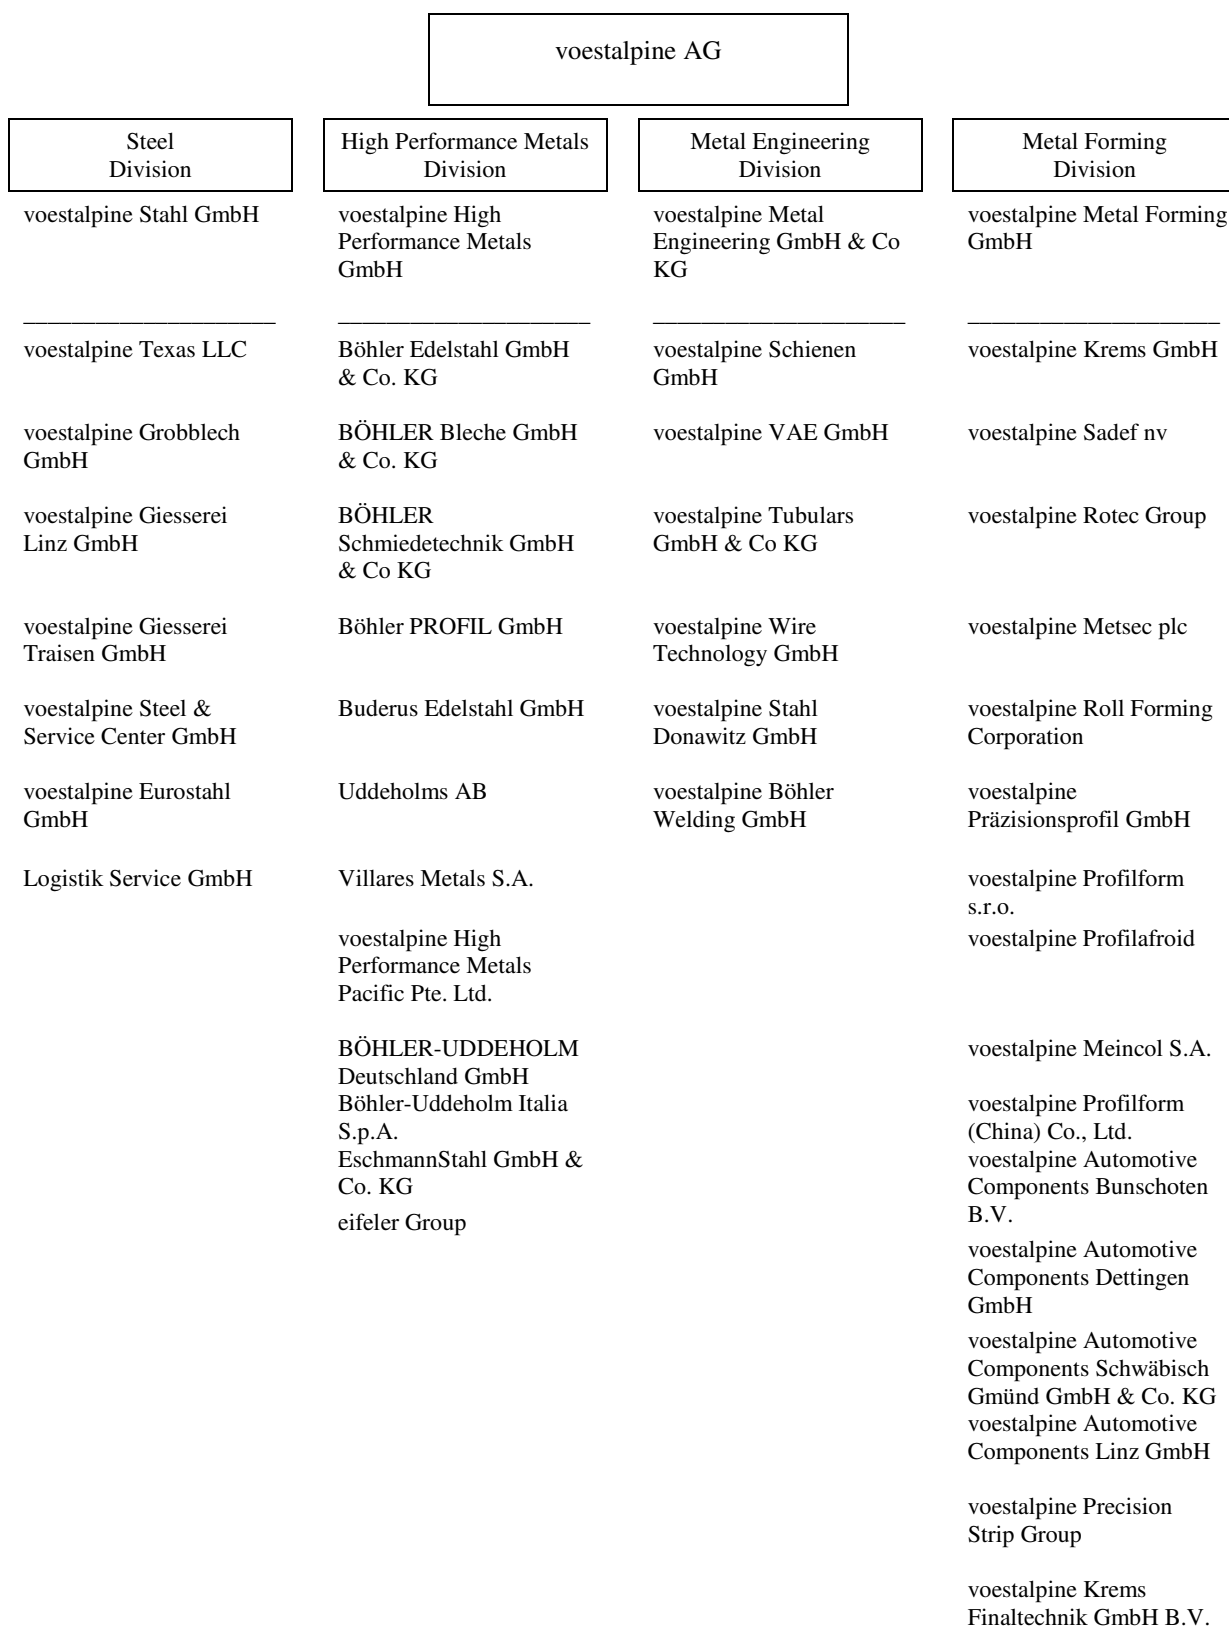 voestalpine AG
Steel
Division
High Performance Metals
Division
Metal Engineering
Division
Metal Forming
Division
voestalpine Stahl GmbH
voestalpine High
Performance Metals
GmbH
voestalpine Metal
Engineering GmbH & Co
KG
voestalpine Metal Forming
GmbH
voestalpine Texas LLC
Böhler Edelstahl GmbH
& Co. KG
voestalpine Schienen
GmbH
voestalpine Krems GmbH
voestalpine Grobblech
GmbH
BÖHLER Bleche GmbH
& Co. KG
voestalpine VAE GmbH
voestalpine Sadef nv
voestalpine Giesserei
Linz GmbH
BÖHLER
Schmiedetechnik GmbH
& Co KG
voestalpine Tubulars
GmbH & Co KG
voestalpine Rotec Group
voestalpine Giesserei
Traisen GmbH
Böhler PROFIL GmbH
voestalpine Wire
Technology GmbH
voestalpine Metsec plc
voestalpine Steel &
Service Center GmbH
Buderus Edelstahl GmbH
voestalpine Stahl
Donawitz GmbH
voestalpine Roll Forming
Corporation
voestalpine Eurostahl
GmbH
Uddeholms AB
voestalpine Böhler
Welding GmbH
voestalpine
Präzisionsprofil GmbH
Logistik Service GmbH
Villares Metals S.A.
voestalpine Profilform
s.r.o.
voestalpine High
Performance Metals
Pacific Pte. Ltd.
voestalpine Profilafroid
BÖHLER-UDDEHOLM
Deutschland GmbH
voestalpine Meincol S.A.
Böhler-Uddeholm Italia
S.p.A.
voestalpine Profilform
(China) Co., Ltd.
EschmannStahl GmbH &
Co. KG
voestalpine Automotive
Components Bunschoten
B.V.
eifeler Group
voestalpine Automotive
Components Dettingen
GmbH
voestalpine Automotive
Components Schwäbisch
Gmünd GmbH & Co. KG
voestalpine Automotive
Components Linz GmbH
voestalpine Precision
Strip Group
voestalpine Krems
Finaltechnik GmbH B.V.